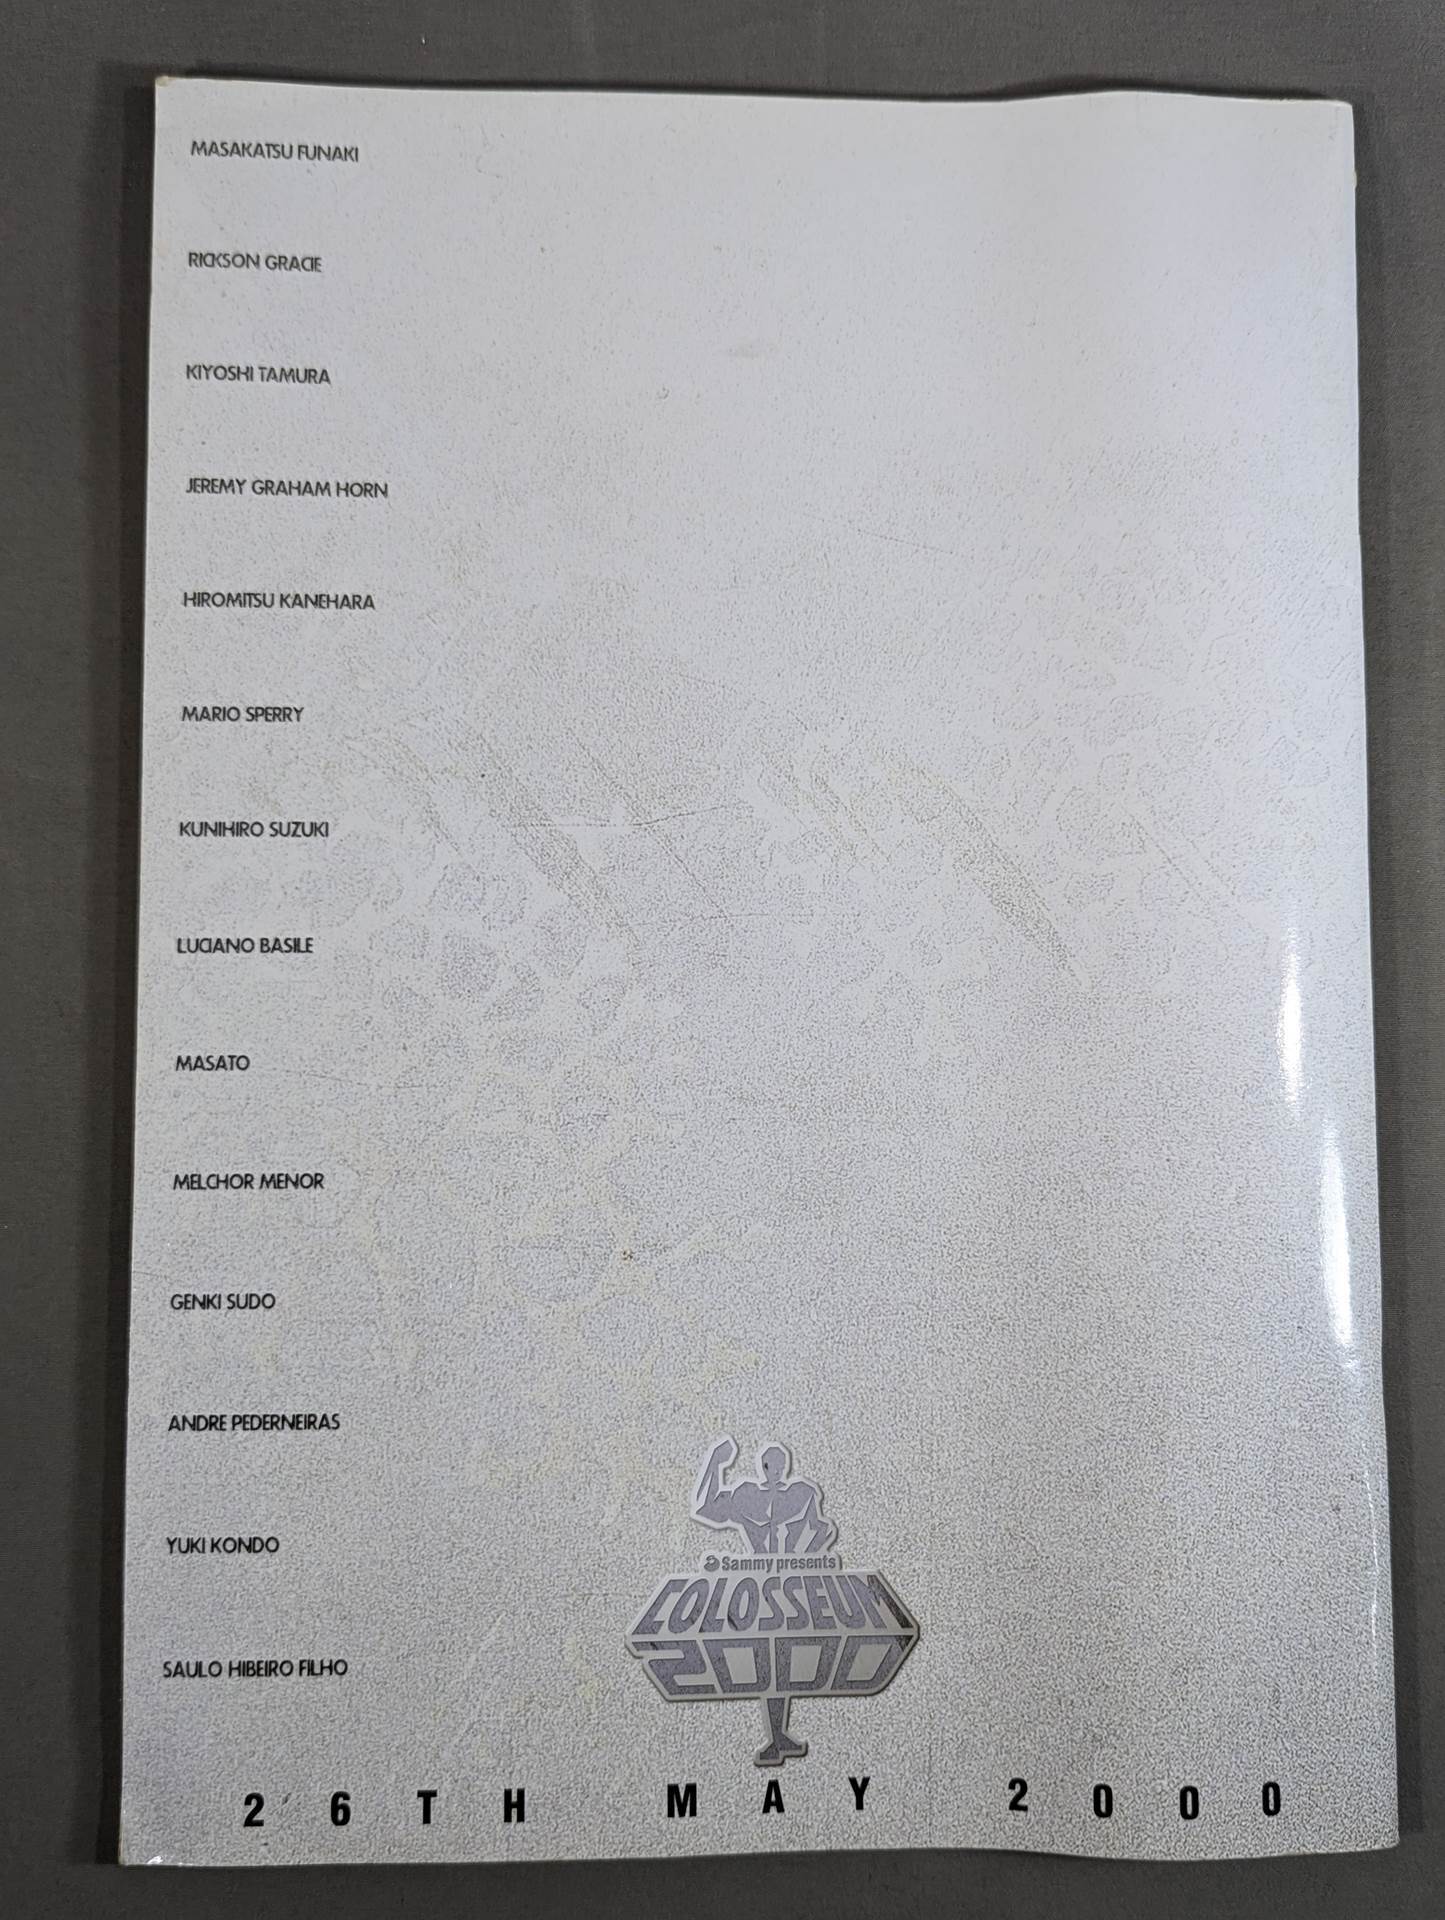 MASAKATSU FUNAKI
RICKSON GRACIE
KIYOSHI TAMURA
JEREMY GRAHAM HORN
HIROMITSU KANEHARA
MARIO SPERRY
KUNIHIRO SUZUKI
LUCIANO BASILE
MASATO
MELCHOR MENOR
GENKI SUDO
ANDRE PEDERNEIRAS
YUKI KONDO
SAULO HIBEIRO FILHO
Sammy presents
COLOSSEUM
2000
26TH MAY 2000